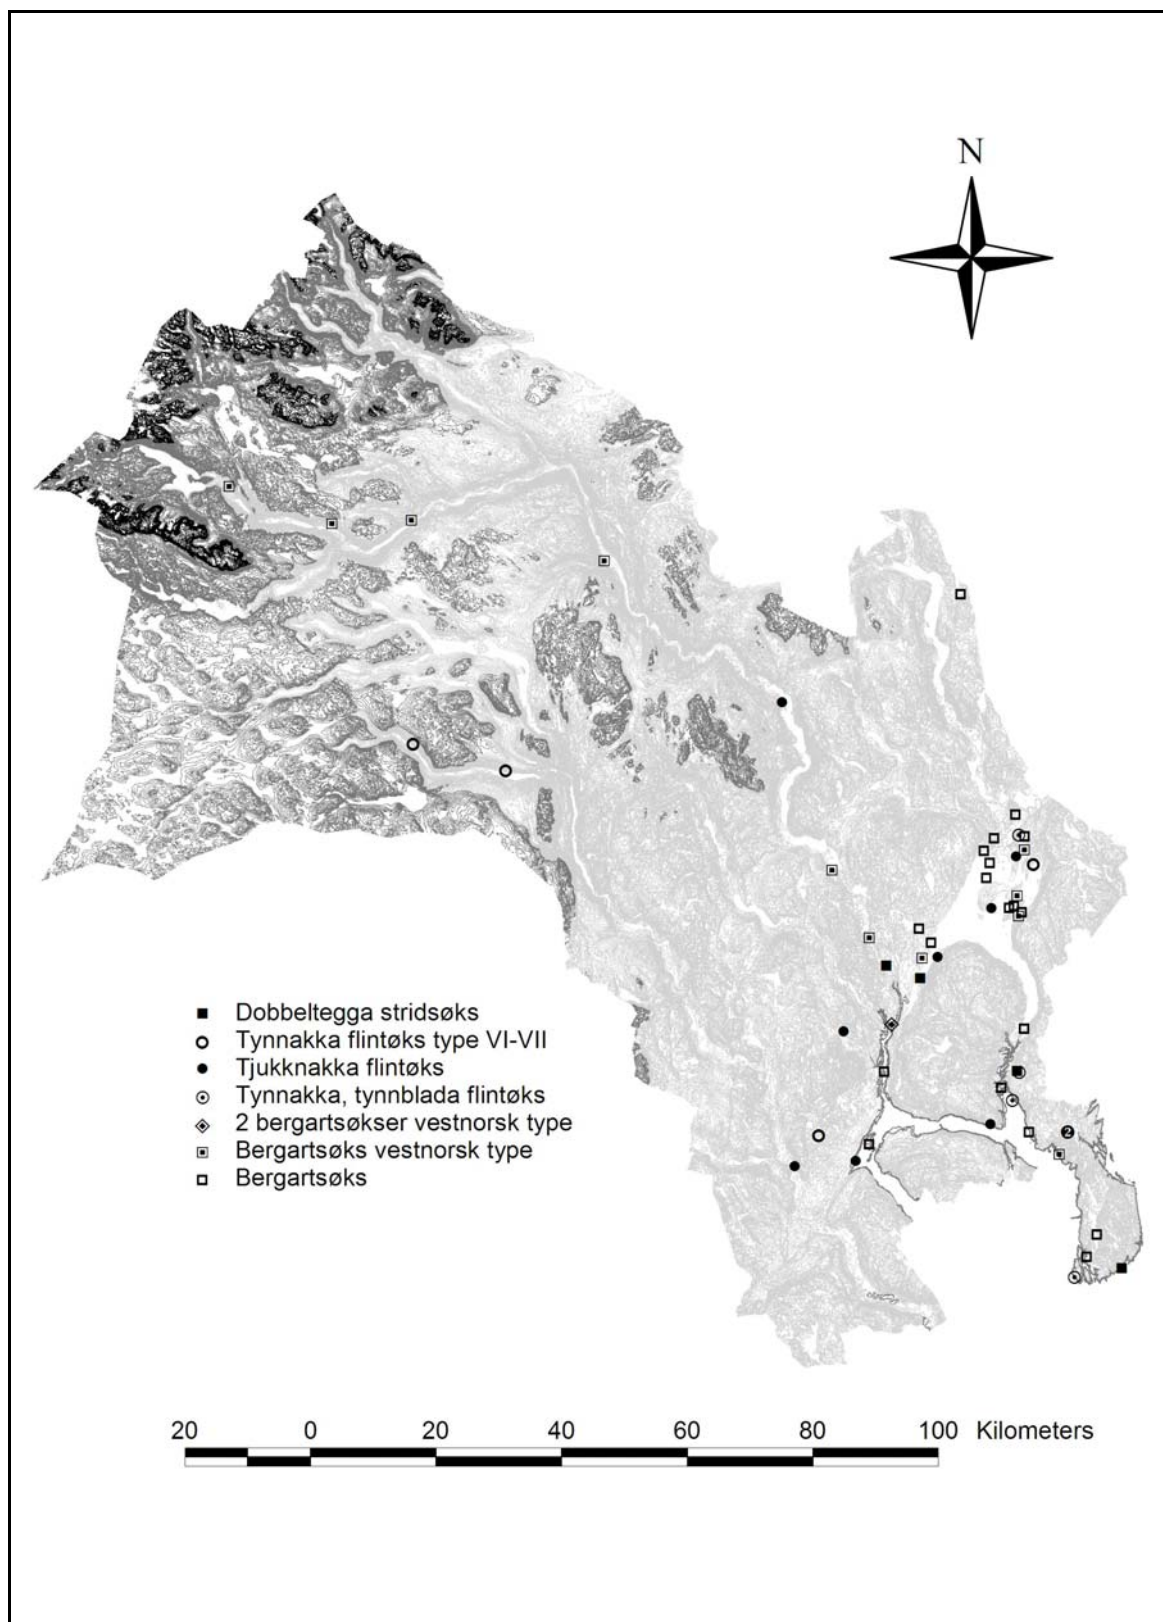 N
2
Dobbeltegga stridsøks
Tynnakka flintøks type VI-VII
Tjukknakka flintøks
Tynnakka, tynnblada flintøks
2 bergartsøkser vestnorsk type
Bergartsøks vestnorsk type
Bergartsøks
20 0 20 40 60 80 100 Kilometers